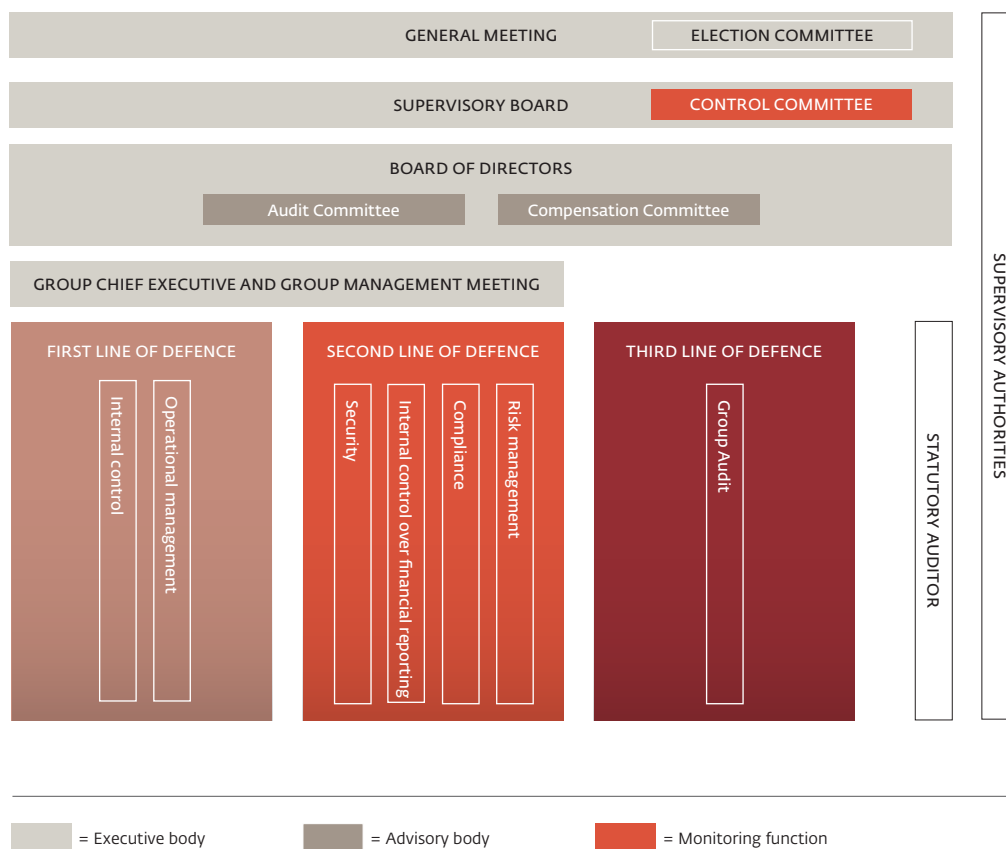 GENERAL MEETING
ELECTION COMMITTEE
SUPERVISORY BOARD
CONTROL COMMITTEE
BOARD OF DIRECTORS
Audit Committee
Compensation Committee
GROUP CHIEF EXECUTIVE AND GROUP MANAGEMENT MEETING
FIRST LINE OF DEFENCE
Internal control
Operational management
SECOND LINE OF DEFENCE
Security
Internal control over financial reporting
Compliance
Risk management
THIRD LINE OF DEFENCE
Group Audit
STATUTORY AUDITOR
SUPERVISORY AUTHORITIES
= Executive body
= Advisory body
= Monitoring function